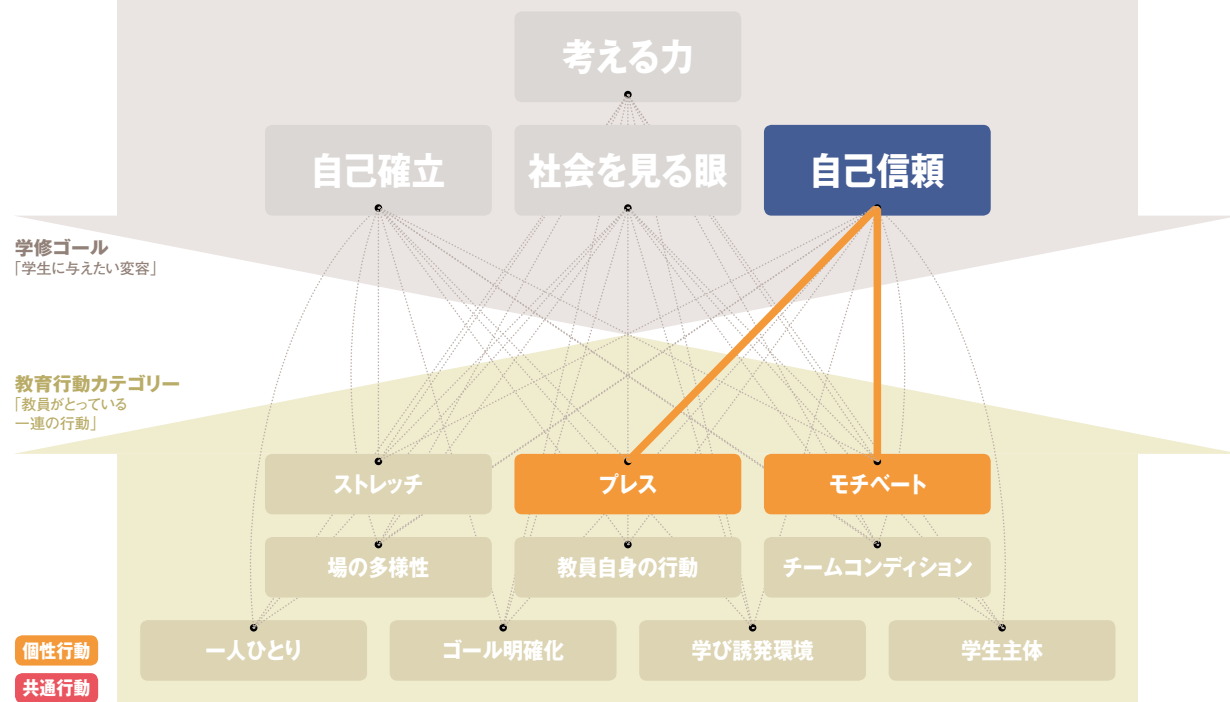 考える力
自己確立
社会を見る眼
自己信頼
学修ゴール
「学生に与えたい変容」
教育行動カテゴリー
「教員がとっている
一連の行動」
ストレッチ
プレス
モチベート
場の多様性
教員自身の行動
チームコンディション
一人ひとり
ゴール明確化
学び誘発環境
学生主体
個性行動
共通行動